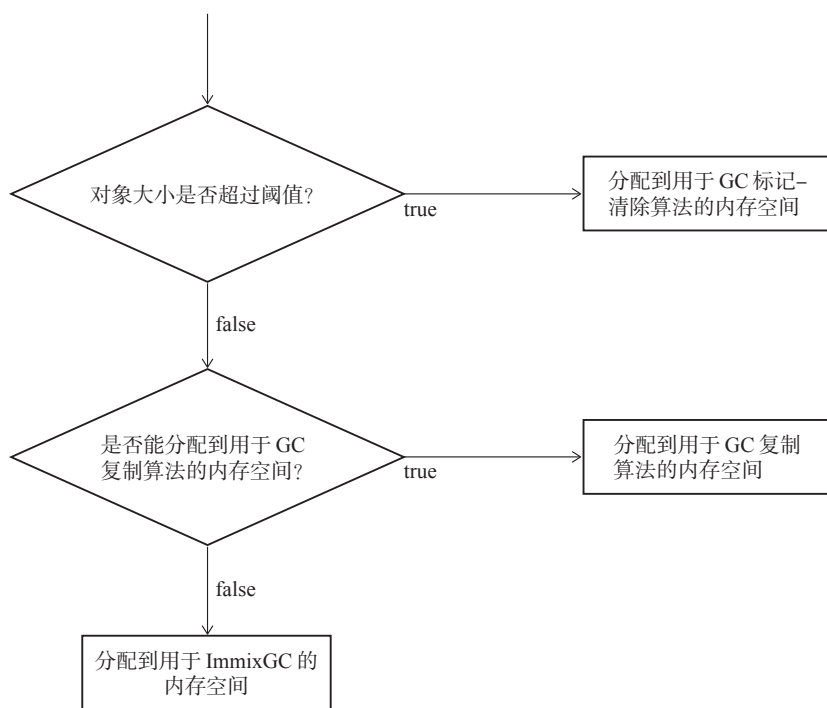 对象大小是否超过阈值?
true
分配到用于 GC 标记–
清除算法的内存空间
false
是否能分配到用于 GC
复制算法的内存空间?
true
分配到用于 GC 复制
算法的内存空间
false
分配到用于 ImmixGC 的
内存空间